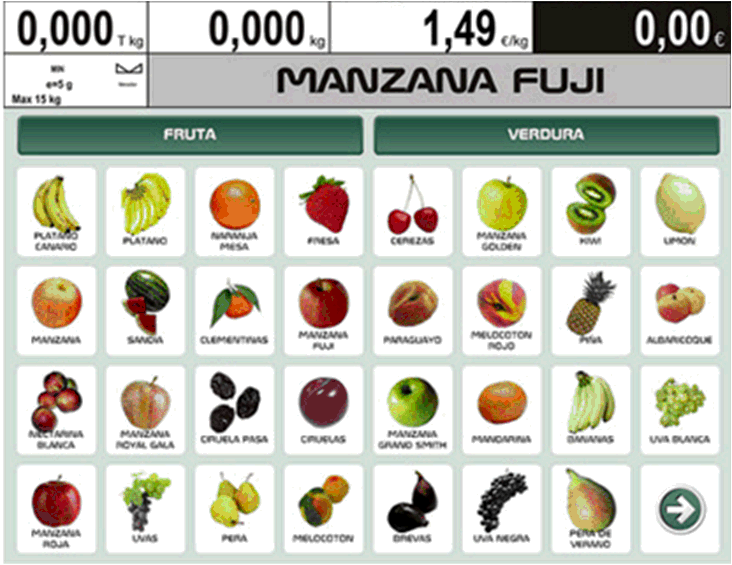 0,000 T kg
0,000 kg
1,49 €/kg
0,00 €
MIN
e=5 g
Max 15 kg
MANZANA FUJI
FRUTA
VERDURA
PLATANO
CANARIO
PLATANO
NARANJA
MESA
FRESA
CEREZAS
MANZANA
GOLDEN
KIWI
LIMON
MANZANA
SANDIA
CLEMENTINAS
MANZANA
FUJI
PARAGUAYO
MELOCOTON
ROJO
PIÑA
ALBARICOQUE
NECTARINA
BLANCA
MANZANA
ROYAL GALA
CIRUELA PASA
CIRUELAS
MANZANA
GRAND SMITH
MANDARINA
BANANAS
UVA BLANCA
MANZANA
ROJA
UVAS
PERA
MELOCOTON
BREVAS
UVA NEGRA
PERA DE
VERANO